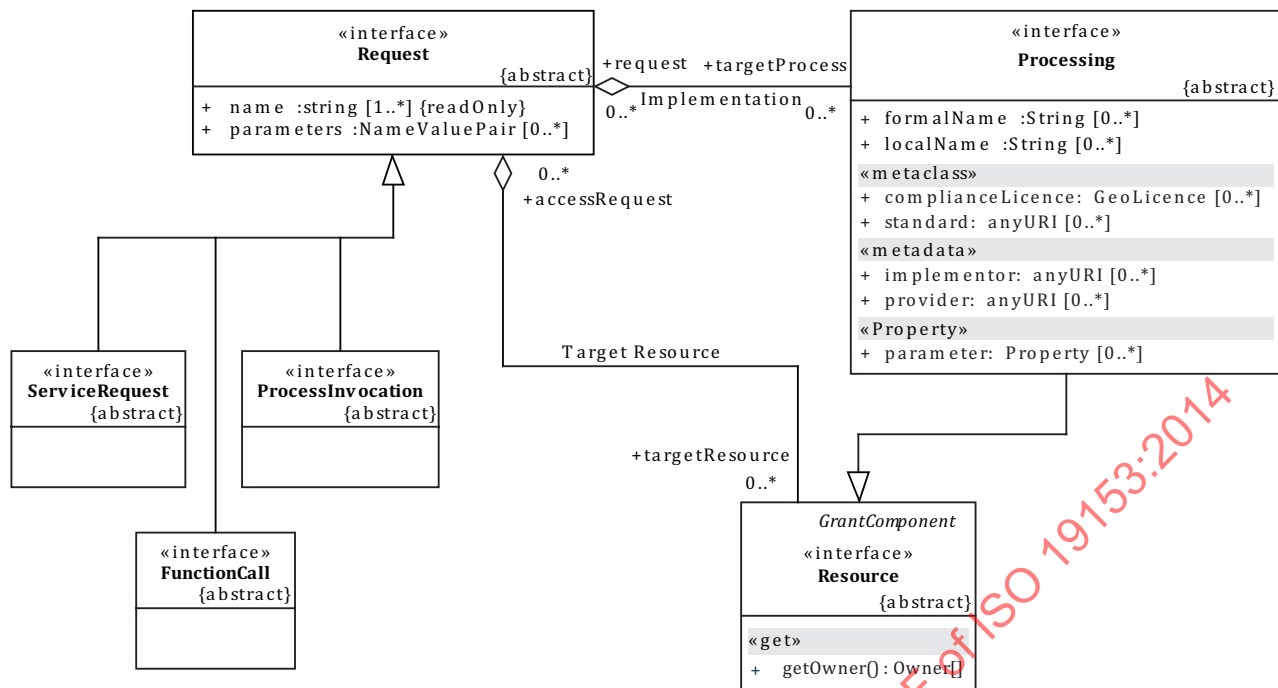 «interface»
Request
{abstract}
+ name :string [1..*] {readOnly}
+ parameters :NameValuePair [0..*]
+request
+targetProcess
0..*
Implementation
0..*
«interface»
Processing
{abstract}
+ formalName :String [0..*]
+ localName :String [0..*]
«metaclass»
+ complianceLicence: GeoLicence [0..*]
+ standard: anyURI [0..*]
«metadata»
+ implementor: anyURI [0..*]
+ provider: anyURI [0..*]
«Property»
+ parameter: Property [0..*]
0..*
+accessRequest
Target Resource
+targetResource
0..*
«interface»
ServiceRequest
{abstract}
«interface»
ProcessInvocation
{abstract}
«interface»
FunctionCall
{abstract}
GrantComponent
«interface»
Resource
{abstract}
«get»
+ getOwner() : Owner[]
of ISO 19153:2014